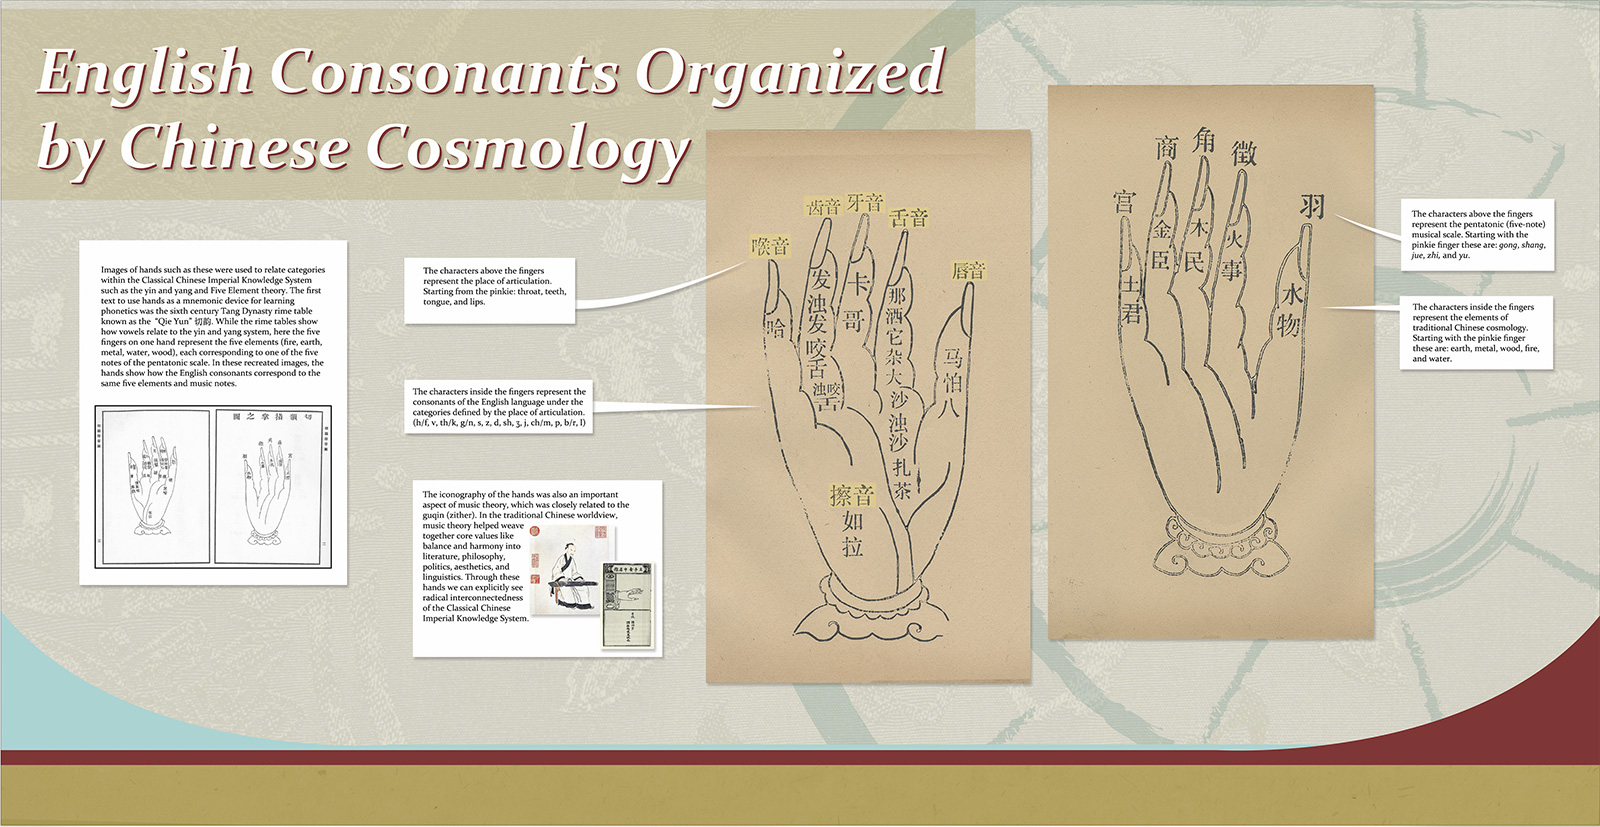 English Consonants Organized
by Chinese Cosmology
Images of hands such as these were used to relate categories
within the Classical Chinese Imperial Knowledge System
such as the yin and yang and Five Element theory. The first
text to use hands as a mnemonic device for learning
phonetics was the sixth century Tang Dynasty rime table
known as the “Qie Yun” 切韵. While the rime tables show
how vowels relate to the yin and yang system, here the five
fingers on one hand represent the five elements (fire, earth,
metal, water, wood), each corresponding to one of the five
notes of the pentatonic scale. In these recreated images, the
hands show how the English consonants correspond to the
same five elements and music notes.
The characters above the fingers
represent the place of articulation.
Starting from the pinkie: throat, teeth,
tongue, and lips.
The characters inside the fingers represent the
consonants of the English language under the
categories defined by the place of articulation.
(h/f, v, th/k, g/n, s, z, d, sh, ʒ, j, ch/m, p, b/r, l)
The iconography of the hands was also an important
aspect of music theory, which was closely related to the
guqin (zither). In the traditional Chinese worldview,
music theory helped weave
together core values like
balance and harmony into
literature, philosophy,
politics, aesthetics, and
linguistics. Through these
hands we can explicitly see
radical interconnectedness
of the Classical Chinese
Imperial Knowledge System.
喉音
齿音
牙音
舌音
唇音
哈
发浊发咬舌
浊咬舌
卡哥
那洒它杂大沙浊沙扎茶
马怕八
擦音
如拉
宫
商
角
徵
羽
土君
金臣
木民
火事
水物
The characters above the fingers
represent the pentatonic (five-note)
musical scale. Starting with the
pinkie finger these are: gong, shang,
jue, zhi, and yu.
The characters inside the fingers
represent the elements of
traditional Chinese cosmology.
Starting with the pinkie finger
these are: earth, metal, wood, fire,
and water.